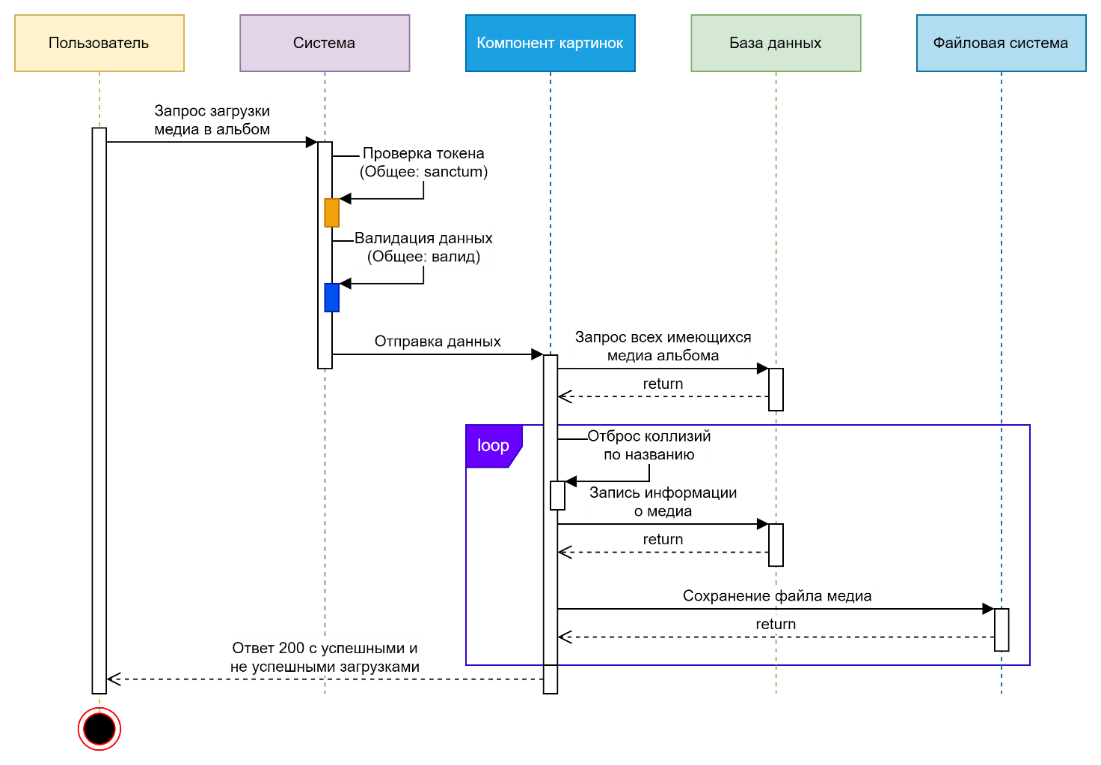 Пользователь
Система
Компонент картинок
База данных
Файловая система
Запрос загрузки
медиа в альбом
Проверка токена
(Общее: sanctum)
Валидация данных
(Общее: валид)
Отправка данных
Запрос всех имеющихся
медиа альбома
return
loop
Отброс коллизий
по названию
Запись информации
о медиа
return
Сохранение файла медиа
return
Ответ 200 с успешными и
не успешными загрузками